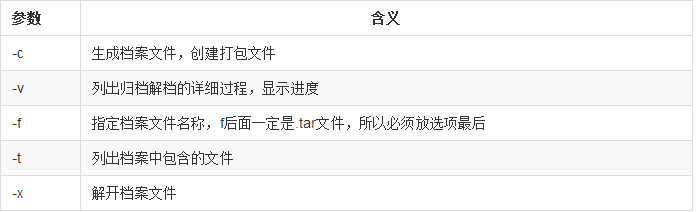 参数 含义
-c 生成档案文件，创建打包文件
-v 列出归档解档的详细过程，显示进度
-f 指定档案文件名称，f后面一定是.tar文件，所以必须放选项最后
-t 列出档案中包含的文件
-x 解开档案文件